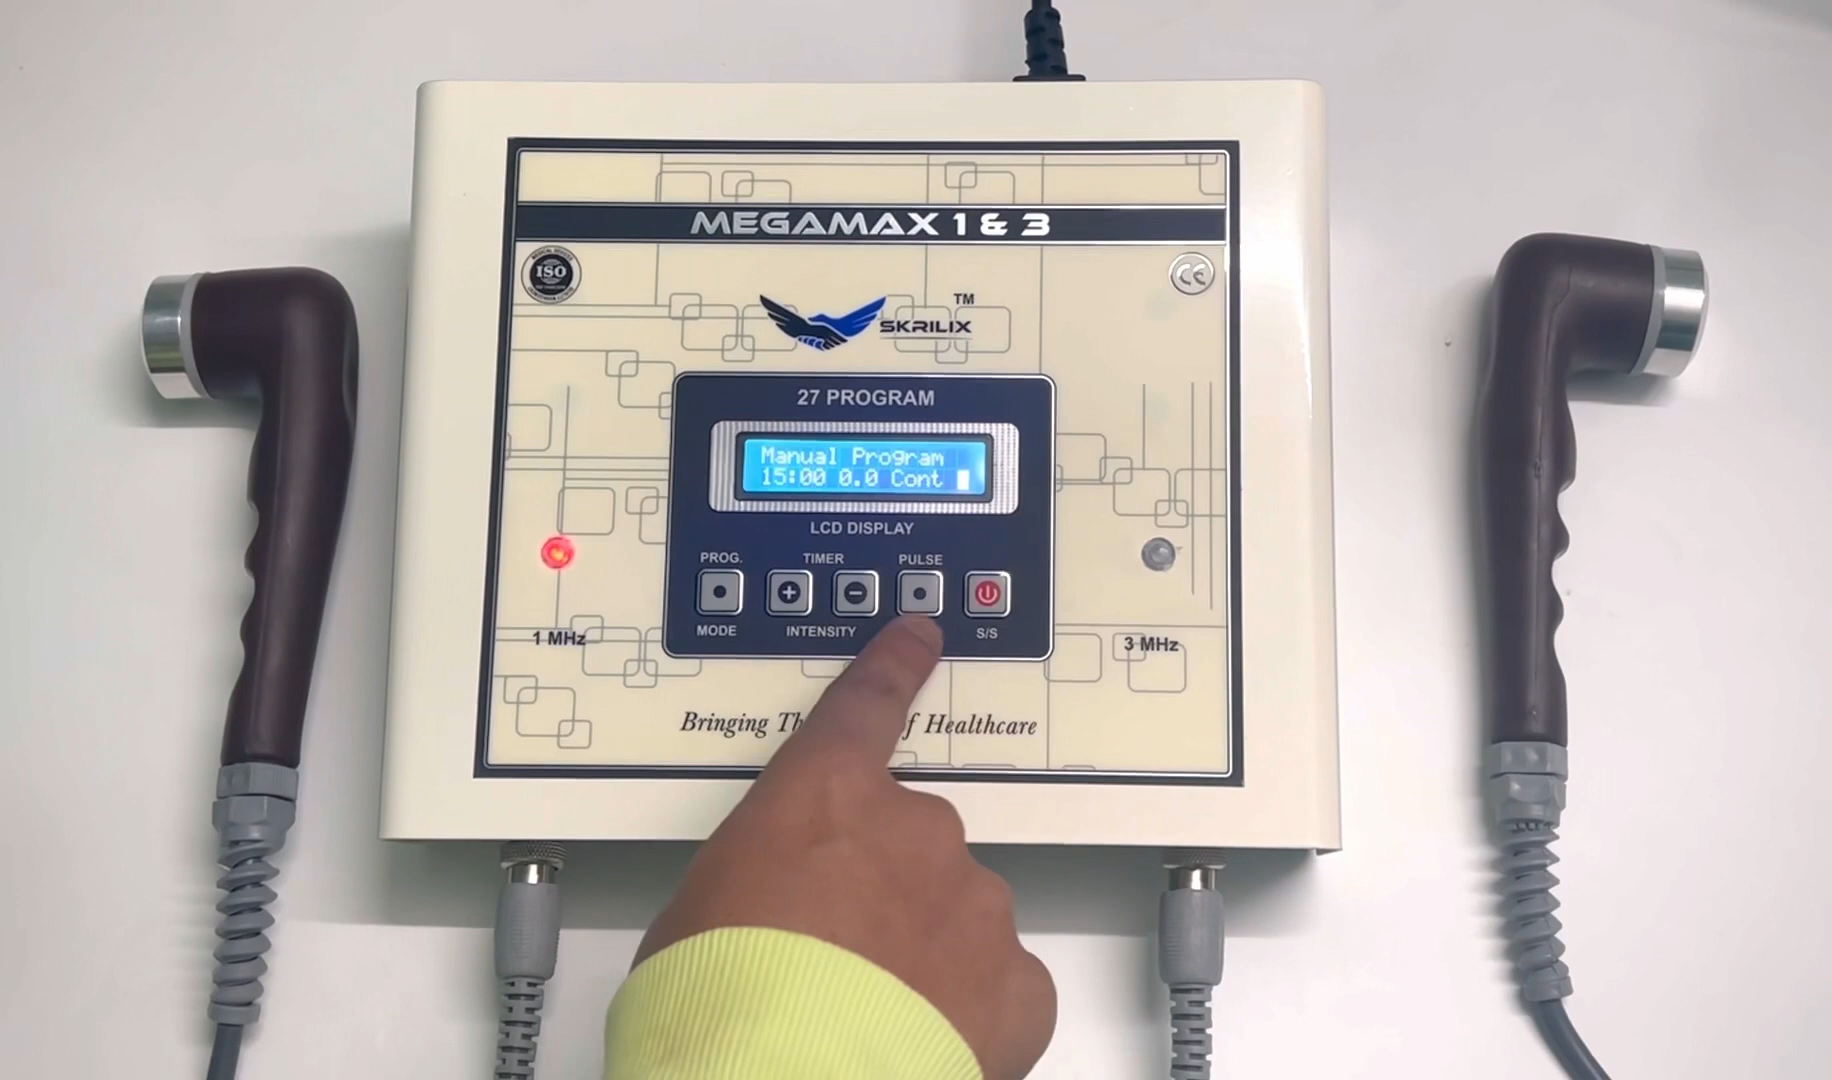 MEGAMAX 1 & 3
ISO
CE
TM
SKRILIX
27 PROGRAM
Manual Program
15:00 0.0 Cont
LCD DISPLAY
PROG. TIMER PULSE
MODE INTENSITY S/S
1 MHz
3 MHz
Bringing of Healthcare